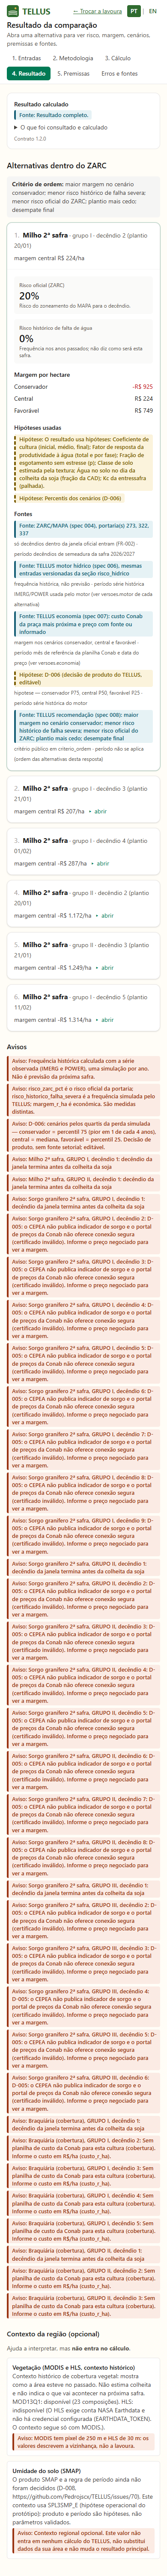 TELLUS
← Trocar a lavoura
PT | EN
Resultado da comparação
Uma alternativa para ver risco, margem, cenários, premissas e fontes.
1. Entradas
2. Metodologia
3. Cálculo
4. Resultado
5. Premissas
Erros e fontes
Resultado calculado
Fonte: Resultado completo.
▶ O que foi consultado e calculado
Contrato 1.2.0
Alternativas dentro do ZARC
Critério de ordem: maior margem no cenário
conservador; menor risco histórico de falha severa;
menor risco oficial do ZARC; plantio mais cedo;
desempate final
1. Milho 2ª safra · grupo I · decêndio 2 (plantio
20/01)
margem central R$ 224/ha
Risco oficial (ZARC)
20%
Risco do zoneamento do MAPA para o decêndio.
Risco histórico de falta de água
0%
Frequência nos anos passados; não diz como será esta
safra.
Margem por hectare
Conservador -R$ 925
Central R$ 224
Favorável R$ 749
Hipóteses usadas
Hipótese: O resultado usa hipóteses: Coeficiente de
cultura (inicial, médio, final), Fator de resposta da
produtividade à água (total e por fase); Fração de
esgotamento sem estresse (p); Classe de solo
estimada pela textura; Água no solo no dia da
colheita da soja (fração da CAD); Kc da entressafra
(palhada).
Hipótese: Percentis dos cenários (D-006)
Fontes
Fonte: ZARC/MAPA (spec 004), portaria(s) 273, 322,
337
só decêndios dentro da janela oficial entram (FR-002) ·
período decêndios de semeadura da safra 2026/2027
Fonte: TELLUS motor hídrico (spec 006), mesmas
entradas versionadas da seção risco_hidrico
frequência histórica, não previsão · período série histórica
IMERG/POWER usada pelo motor (ver versoes.motor de cada
alternativa)
Fonte: TELLUS economia (spec 007): custo Conab
da praça mais próxima e preço com fonte ou
informado
margem nos cenários conservador, central e favorável ·
período mês de referência da planilha Conab e data do
preço (ver versoes.economia)
Hipótese: D-006 (decisão de produto do TELLUS,
editável)
hipotese — conservador P75, central P50, favorável P25 ·
período série histórica do motor
Fonte: TELLUS recomendação (spec 008): maior
margem no cenário conservador; menor risco
histórico de falha severa; menor risco oficial do
ZARC; plantio mais cedo; desempate final
critério público em criterio_ordem · período não se aplica
(ordem das alternativas desta resposta)
2. Milho 2ª safra · grupo I · decêndio 3 (plantio
21/01)
margem central R$ 207/ha • abrir
3. Milho 2ª safra · grupo I · decêndio 4 (plantio
01/02)
margem central -R$ 287/ha • abrir
4. Milho 2ª safra · grupo II · decêndio 2 (plantio
20/01)
margem central -R$ 1.172/ha • abrir
5. Milho 2ª safra · grupo II · decêndio 3 (plantio
21/01)
margem central -R$ 1.249/ha • abrir
6. Milho 2ª safra · grupo I · decêndio 5 (plantio
11/02)
margem central -R$ 1.314/ha • abrir
Avisos
Aviso: Frequência histórica calculada com a série
observada (IMERG e POWER), uma simulação por ano.
Não é previsão da próxima safra.
Aviso: risco_zarc_pct é o risco oficial da portaria;
risco_historico_falha_severa é a frequência simulada pelo
TELLUS; margem_r_ha é econômica. São medidas
distintas.
Aviso: D-006: cenários pelos quartis da perda simulada
— conservador = percentil 75 (pior em 1 de cada 4 anos),
central = mediana, favorável = percentil 25. Decisão de
produto, sem fonte setorial; editável.
Aviso: Milho 2ª safra, GRUPO I, decêndio 1: decêndio da
janela termina antes da colheita da soja
Aviso: Milho 2ª safra, GRUPO II, decêndio 1: decêndio da
janela termina antes da colheita da soja
Aviso: Sorgo granífero 2ª safra, GRUPO I, decêndio 1:
decêndio da janela termina antes da colheita da soja
Aviso: Sorgo granífero 2ª safra, GRUPO I, decêndio 2: D-
005: o CEPEA não publica indicador de sorgo e o portal
de preços da Conab não oferece conexão segura
(certificado inválido). Informe o preço negociado para
ver a margem.
Aviso: Sorgo granífero 2ª safra, GRUPO I, decêndio 3: D-
005: o CEPEA não publica indicador de sorgo e o portal
de preços da Conab não oferece conexão segura
(certificado inválido). Informe o preço negociado para
ver a margem.
Aviso: Sorgo granífero 2ª safra, GRUPO I, decêndio 4: D-
005: o CEPEA não publica indicador de sorgo e o portal
de preços da Conab não oferece conexão segura
(certificado inválido). Informe o preço negociado para
ver a margem.
Aviso: Sorgo granífero 2ª safra, GRUPO I, decêndio 5: D-
005: o CEPEA não publica indicador de sorgo e o portal
de preços da Conab não oferece conexão segura
(certificado inválido). Informe o preço negociado para
ver a margem.
Aviso: Sorgo granífero 2ª safra, GRUPO I, decêndio 6: D-
005: o CEPEA não publica indicador de sorgo e o portal
de preços da Conab não oferece conexão segura
(certificado inválido). Informe o preço negociado para
ver a margem.
Aviso: Sorgo granífero 2ª safra, GRUPO I, decêndio 7: D-
005: o CEPEA não publica indicador de sorgo e o portal
de preços da Conab não oferece conexão segura
(certificado inválido). Informe o preço negociado para
ver a margem.
Aviso: Sorgo granífero 2ª safra, GRUPO I, decêndio 8: D-
005: o CEPEA não publica indicador de sorgo e o portal
de preços da Conab não oferece conexão segura
(certificado inválido). Informe o preço negociado para
ver a margem.
Aviso: Sorgo granífero 2ª safra, GRUPO I, decêndio 9: D-
005: o CEPEA não publica indicador de sorgo e o portal
de preços da Conab não oferece conexão segura
(certificado inválido). Informe o preço negociado para
ver a margem.
Aviso: Sorgo granífero 2ª safra, GRUPO II, decêndio 1:
decêndio da janela termina antes da colheita da soja
Aviso: Sorgo granífero 2ª safra, GRUPO II, decêndio 2: D-
005: o CEPEA não publica indicador de sorgo e o portal
de preços da Conab não oferece conexão segura
(certificado inválido). Informe o preço negociado para
ver a margem.
Aviso: Sorgo granífero 2ª safra, GRUPO II, decêndio 3: D-
005: o CEPEA não publica indicador de sorgo e o portal
de preços da Conab não oferece conexão segura
(certificado inválido). Informe o preço negociado para
ver a margem.
Aviso: Sorgo granífero 2ª safra, GRUPO II, decêndio 4: D-
005: o CEPEA não publica indicador de sorgo e o portal
de preços da Conab não oferece conexão segura
(certificado inválido). Informe o preço negociado para
ver a margem.
Aviso: Sorgo granífero 2ª safra, GRUPO II, decêndio 5: D-
005: o CEPEA não publica indicador de sorgo e o portal
de preços da Conab não oferece conexão segura
(certificado inválido). Informe o preço negociado para
ver a margem.
Aviso: Sorgo granífero 2ª safra, GRUPO II, decêndio 6: D-
005: o CEPEA não publica indicador de sorgo e o portal
de preços da Conab não oferece conexão segura
(certificado inválido). Informe o preço negociado para
ver a margem.
Aviso: Sorgo granífero 2ª safra, GRUPO II, decêndio 7: D-
005: o CEPEA não publica indicador de sorgo e o portal
de preços da Conab não oferece conexão segura
(certificado inválido). Informe o preço negociado para
ver a margem.
Aviso: Sorgo granífero 2ª safra, GRUPO II, decêndio 8: D-
005: o CEPEA não publica indicador de sorgo e o portal
de preços da Conab não oferece conexão segura
(certificado inválido). Informe o preço negociado para
ver a margem.
Aviso: Sorgo granífero 2ª safra, GRUPO III, decêndio 1:
decêndio da janela termina antes da colheita da soja
Aviso: Sorgo granífero 2ª safra, GRUPO III, decêndio 2: D-
005: o CEPEA não publica indicador de sorgo e o portal
de preços da Conab não oferece conexão segura
(certificado inválido). Informe o preço negociado para
ver a margem.
Aviso: Sorgo granífero 2ª safra, GRUPO III, decêndio 3: D-
005: o CEPEA não publica indicador de sorgo e o portal
de preços da Conab não oferece conexão segura
(certificado inválido). Informe o preço negociado para
ver a margem.
Aviso: Sorgo granífero 2ª safra, GRUPO III, decêndio 4:
D-005: o CEPEA não publica indicador de sorgo e o
portal de preços da Conab não oferece conexão segura
(certificado inválido). Informe o preço negociado para
ver a margem.
Aviso: Sorgo granífero 2ª safra, GRUPO III, decêndio 5: D-
005: o CEPEA não publica indicador de sorgo e o portal
de preços da Conab não oferece conexão segura
(certificado inválido). Informe o preço negociado para
ver a margem.
Aviso: Sorgo granífero 2ª safra, GRUPO III, decêndio 6:
D-005: o CEPEA não publica indicador de sorgo e o
portal de preços da Conab não oferece conexão segura
(certificado inválido). Informe o preço negociado para
ver a margem.
Aviso: Braquiária (cobertura), GRUPO I, decêndio 1:
decêndio da janela termina antes da colheita da soja
Aviso: Braquiária (cobertura), GRUPO I, decêndio 2: Sem
planilha de custo da Conab para esta cultura (cobertura).
Informe o custo em R$/ha (custo_r_ha).
Aviso: Braquiária (cobertura), GRUPO I, decêndio 3: Sem
planilha de custo da Conab para esta cultura (cobertura).
Informe o custo em R$/ha (custo_r_ha).
Aviso: Braquiária (cobertura), GRUPO I, decêndio 4: Sem
planilha de custo da Conab para esta cultura (cobertura).
Informe o custo em R$/ha (custo_r_ha).
Aviso: Braquiária (cobertura), GRUPO I, decêndio 5: Sem
planilha de custo da Conab para esta cultura (cobertura).
Informe o custo em R$/ha (custo_r_ha).
Aviso: Braquiária (cobertura), GRUPO II, decêndio 1:
decêndio da janela termina antes da colheita da soja
Aviso: Braquiária (cobertura), GRUPO II, decêndio 2: Sem
planilha de custo da Conab para esta cultura (cobertura).
Informe o custo em R$/ha (custo_r_ha).
Aviso: Braquiária (cobertura), GRUPO II, decêndio 3: Sem
planilha de custo da Conab para esta cultura (cobertura).
Informe o custo em R$/ha (custo_r_ha).
Contexto da região (opcional)
Ajuda a interpretar, mas não entra no cálculo.
Vegetação (MODIS e HLS, contexto histórico)
Contexto histórico de cobertura vegetal: mostra
como a área esteve no passado. Não estima colheita
e não indica o que vai acontecer na próxima safra.
MOD13Q1: disponível (23 composições). HLS:
indisponível (O HLS exige conta NASA Earthdata e
não há credencial configurada (EARTHDATA_TOKEN).
O contexto segue só com MODIS.).
Aviso: MODIS tem pixel de 250 m e HLS de 30 m: os
valores descrevem a vizinhança, não a lavoura.
Umidade do solo (SMAP)
O produto SMAP e a regra de período ainda não
foram decididos (D-008,
https://github.com/Pedrojico/TELLUS/issues/70). Este
contexto usa SPL3SMP_E (hipótese operacional do
protótipo); produto e período são hipóteses, não
parâmetros validados.
Aviso: Contexto regional opcional. Este valor não
entra em nenhum cálculo do TELLUS, não substitui
dados da sua área e não muda o resultado principal.